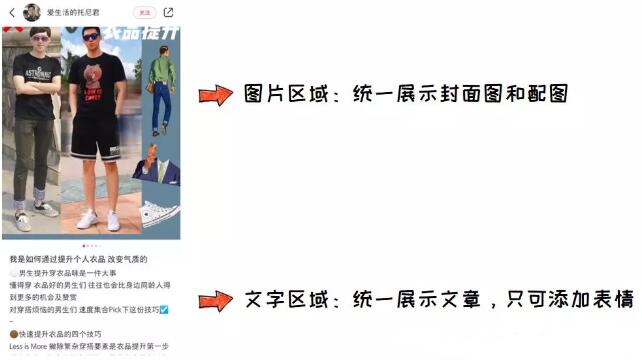 爱生活的托尼君
关注
衣品提升
ASTRONAUT
图片区域：统一展示封面图和配图
我是如何通过提升个人衣品 改变气质的
男生提升穿衣品味是一件大事
懂得穿 衣品好的男生们 往往也会比身边同龄人得
到更多的机会及赞赏
对穿搭烦恼的男生们 速度集合Pick下这份技巧☑
~
快速提升衣品的四个技巧
Less is More 撇除繁杂穿搭要素是衣品提升第一步
文字区域：统一展示文章，只可添加表情